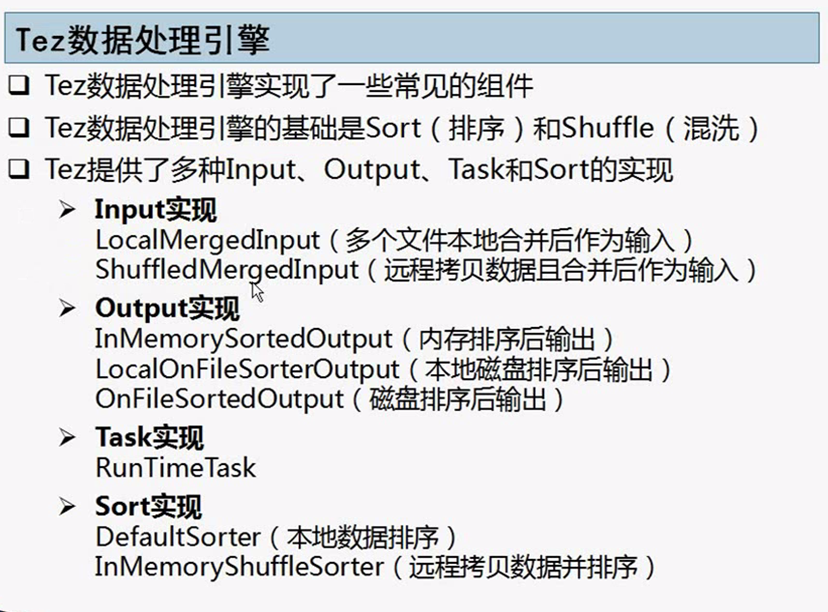 Tez数据处理引擎
Tez数据处理引擎实现了一些常见的组件
Tez数据处理引擎的基础是Sort（排序）和Shuffle（混洗）
Tez提供了多种Input、Output、Task和Sort的实现
Input实现
LocalMergedInput（多个文件本地合并后作为输入）
ShuffledMergedInput（远程拷贝数据且合并后作为输入）
Output实现
InMemorySortedOutput（内存排序后输出）
LocalOnFileSorterOutput（本地磁盘排序后输出）
OnFileSortedOutput（磁盘排序后输出）
Task实现
RunTimeTask
Sort实现
DefaultSorter（本地数据排序）
InMemoryShuffleSorter（远程拷贝数据并排序）